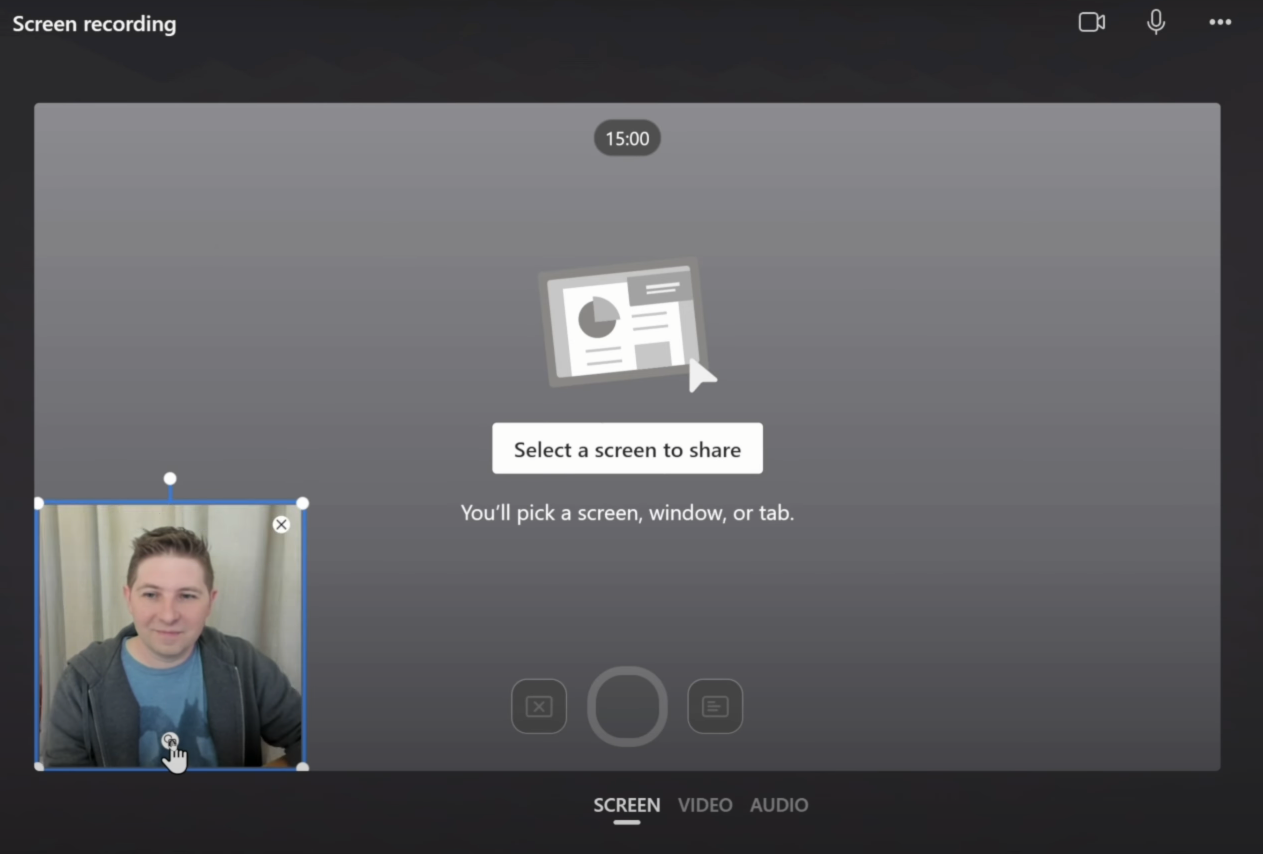 Screen recording
15:00
Select a screen to share
You'll pick a screen, window, or tab.
SCREEN VIDEO AUDIO